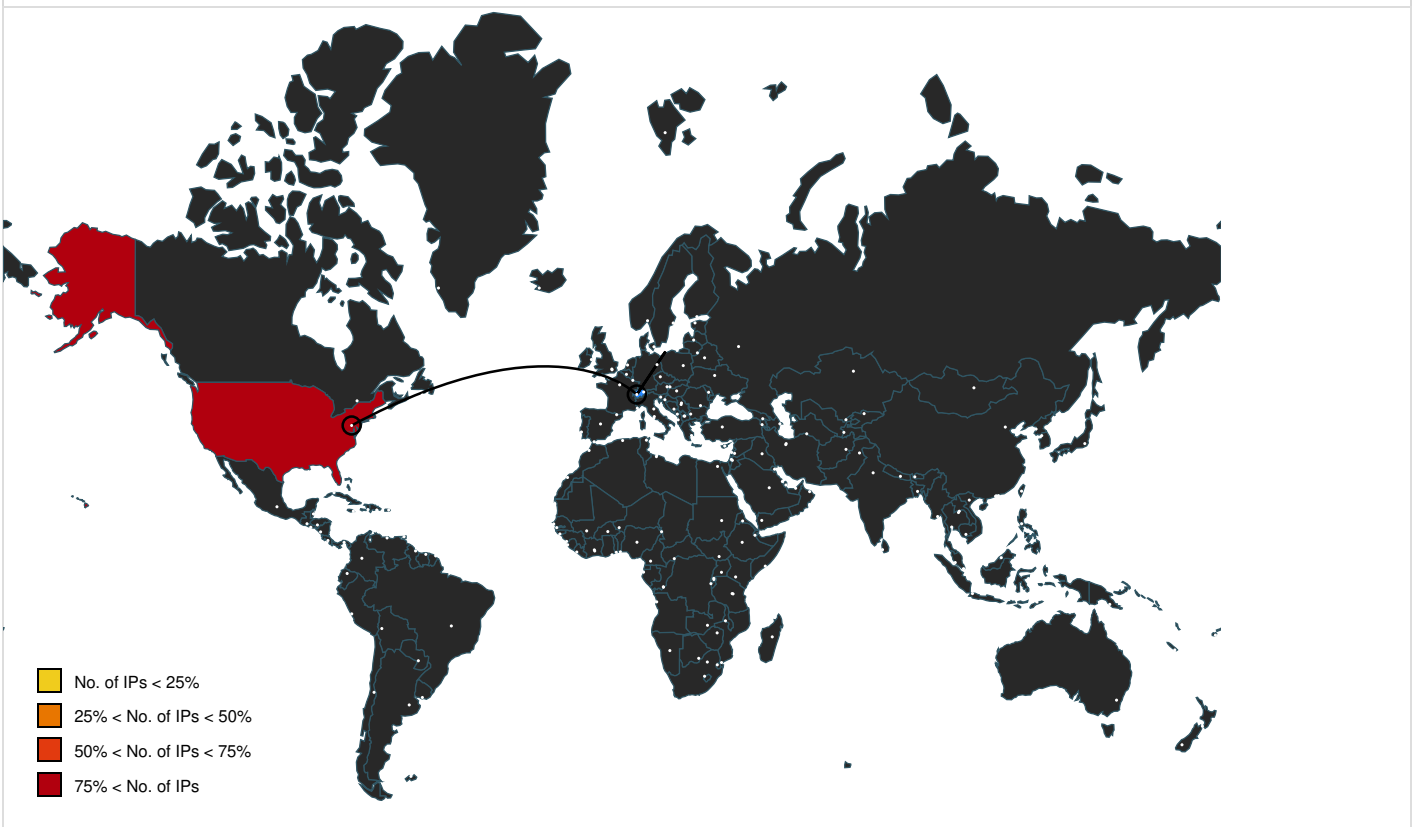 No. of IPs < 25%
25% < No. of IPs < 50%
50% < No. of IPs < 75%
75% < No. of IPs